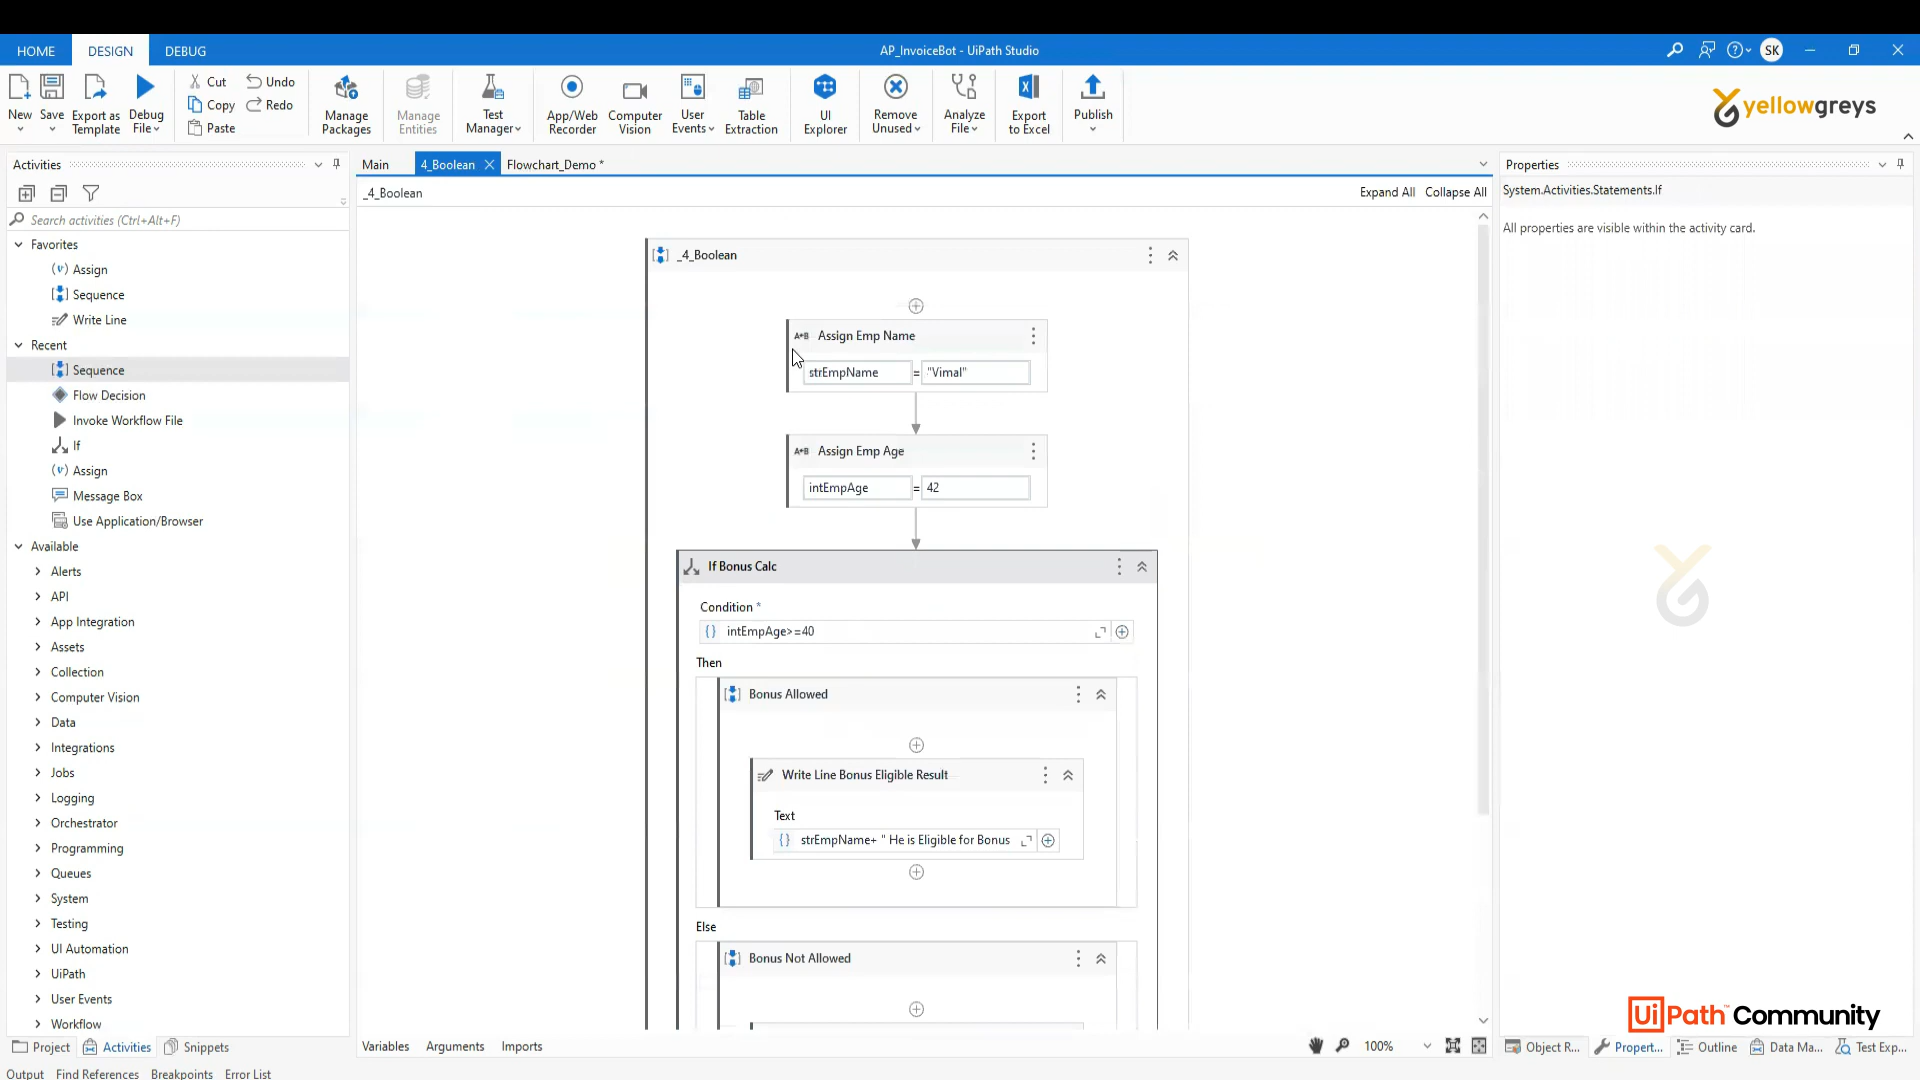 HOME DESIGN DEBUG AP_InvoiceBot - UiPath Studio SK
New Save Export as Template Debug File Cut Copy Paste Undo Redo Manage Packages Manage Entities Test Manager App/Web Recorder Computer Vision User Events Table Extraction UI Explorer Remove Unused Analyze File Export to Excel Publish
yellowgreys
Activities
Main 4_Boolean Flowchart_Demo *
Properties
_4_Boolean Expand All Collapse All
System.Activities.Statements.If
Search activities (Ctrl+Alt+F)
All properties are visible within the activity card.
Favorites
Assign
Sequence
Write Line
Recent
Sequence
Flow Decision
Invoke Workflow File
If
Assign
Message Box
Use Application/Browser
Available
Alerts
API
App Integration
Assets
Collection
Computer Vision
Data
Integrations
Jobs
Logging
Orchestrator
Programming
Queues
System
Testing
UI Automation
UiPath
User Events
Workflow
_4_Boolean
A+B Assign Emp Name
strEmpName = "Vimal"
A+B Assign Emp Age
intEmpAge = 42
If Bonus Calc
Condition *
{} intEmpAge>=40
Then
Bonus Allowed
Write Line Bonus Eligible Result
Text
{} strEmpName+ " He is Eligible for Bonus
Else
Bonus Not Allowed
UiPath™ Community
Project Activities Snippets
Variables Arguments Imports 100%
Object R... Propert... Outline Data Ma... Test Exp...
Output Find References Breakpoints Error List